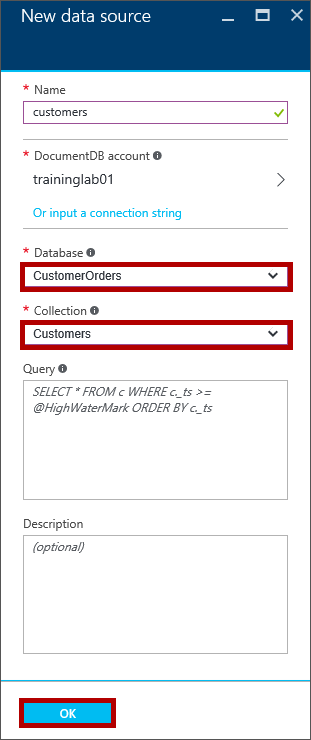 New data source
* Name
customers
* DocumentDB account
traininglab01
Or input a connection string
* Database
CustomerOrders
* Collection
Customers
Query
SELECT * FROM c WHERE c._ts >=
@HighWaterMark ORDER BY c._ts
Description
(optional)
OK